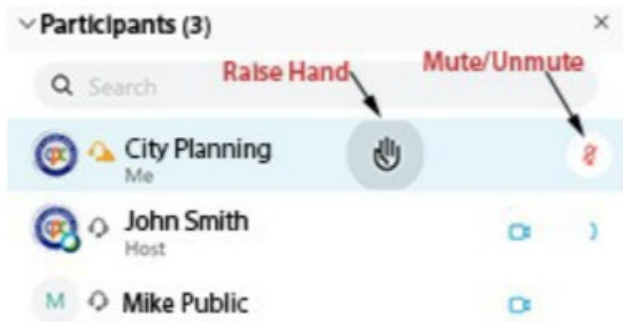 Participants (3)
Search
Raise Hand
Mute/Unmute
City Planning
Me
John Smith
Host
M
Mike Public